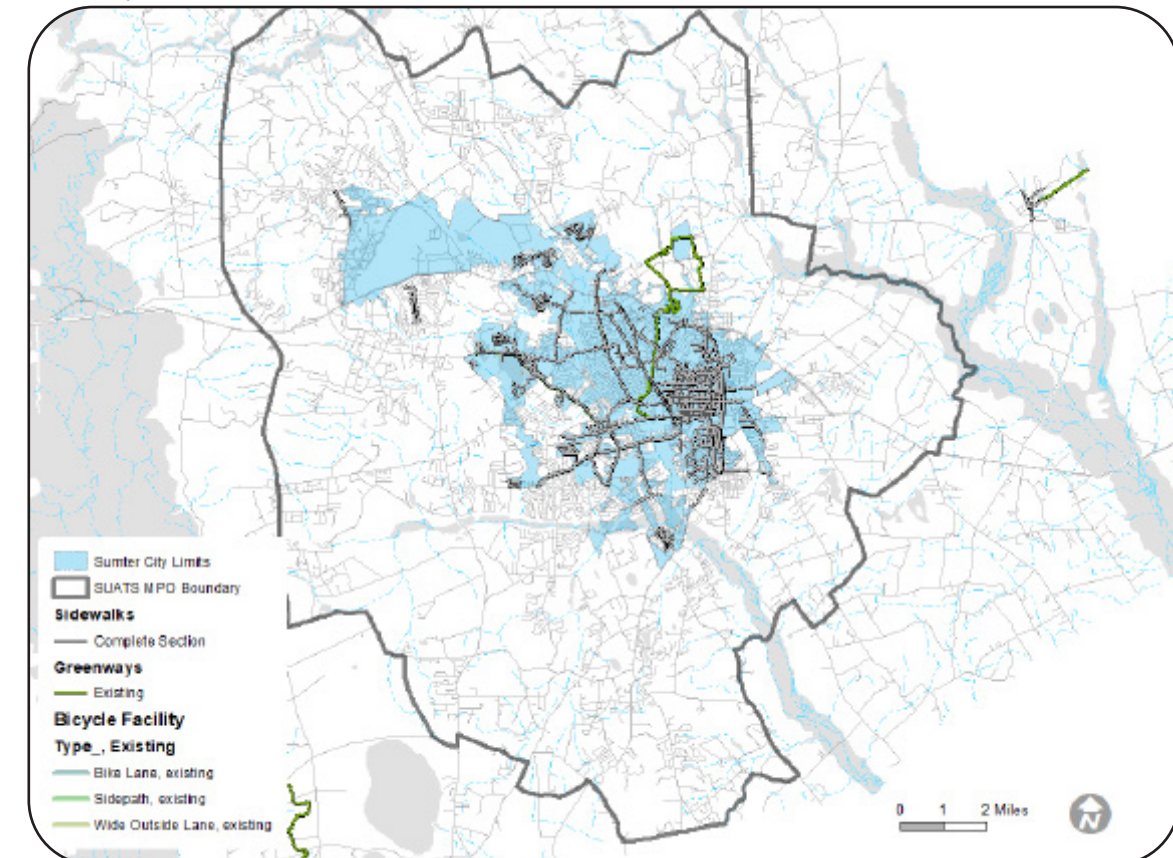 Sumter City Limits
SUATS MPO Boundary
Sidewalks
Complete Section
Greenways
Existing
Bicycle Facility
Type_, Existing
Bike Lane, existing
Sidepath, existing
Wide Outside Lane, existing
0 1 2 Miles
N